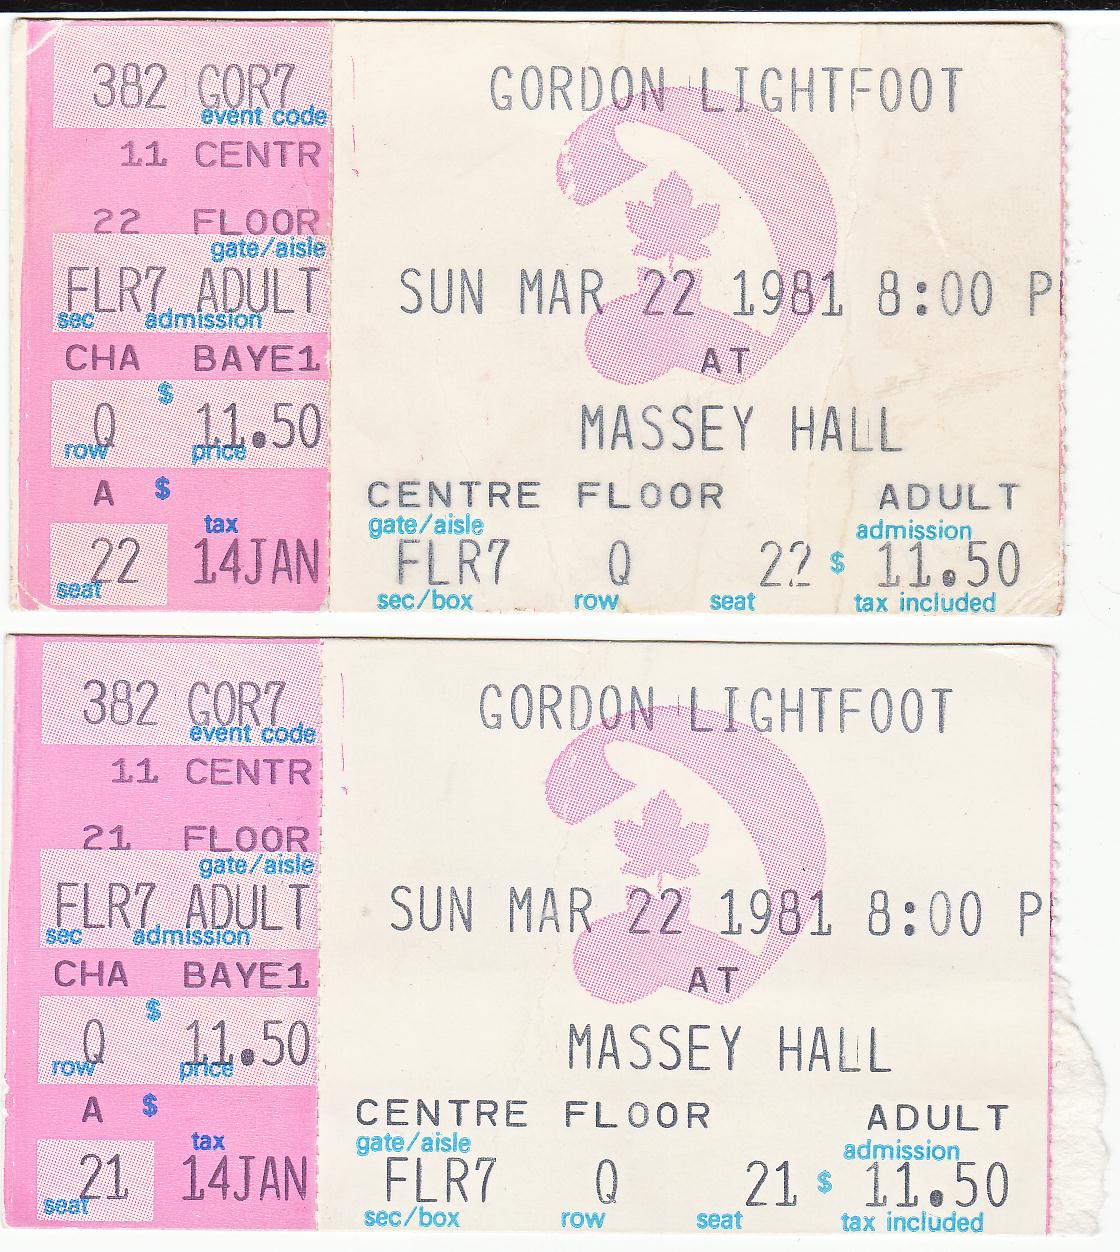 382 GOR7
event code
11 CENTR
22 FLOOR
gate/aisle
FLR7 ADULT
sec admission
CHA BAYE1
$
Q 11.50
row price
A $
tax
22 14JAN
seat
GORDON LIGHTFOOT
SUN MAR 22 1981 8:00 P
AT
MASSEY HALL
CENTRE FLOOR ADULT
gate/aisle admission
FLR7 Q 22 $ 11.50
sec/box row seat tax included
382 GOR7
event code
11 CENTR
21 FLOOR
gate/aisle
FLR7 ADULT
sec admission
CHA BAYE1
$
Q 11.50
row price
A $
tax
21 14JAN
seat
GORDON LIGHTFOOT
SUN MAR 22 1981 8:00 P
AT
MASSEY HALL
CENTRE FLOOR ADULT
gate/aisle admission
FLR7 Q 21 $ 11.50
sec/box row seat tax included